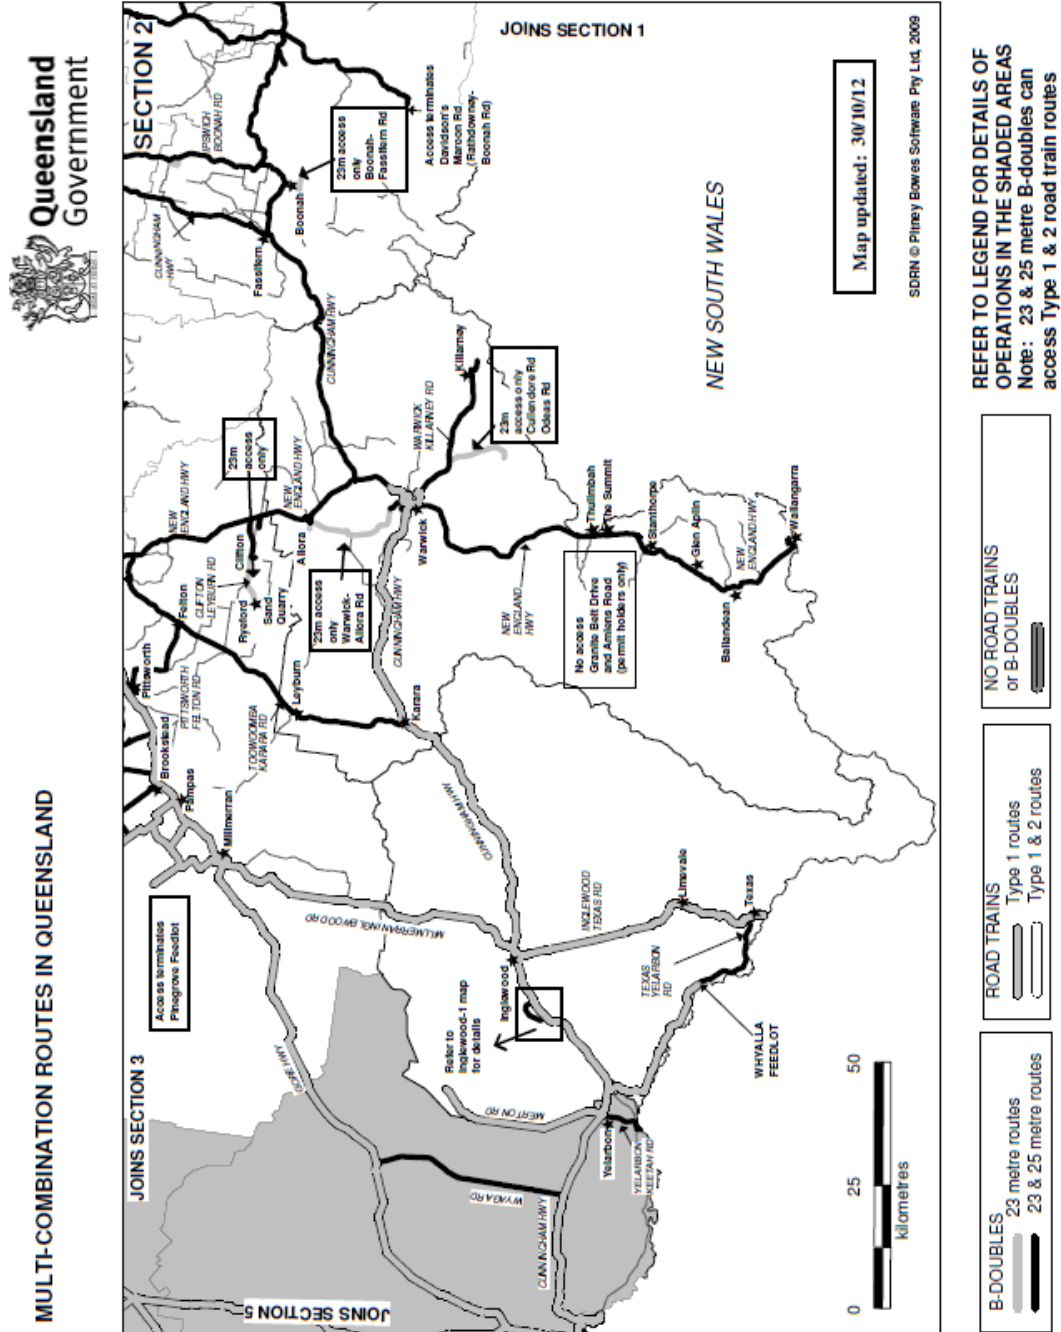 MULTI-COMBINATION ROUTES IN QUEENSLAND
Queensland
Government
SECTION 2
JOINS SECTION 1
JOINS SECTION 3
JOINS SECTION 5
IPSWICH
BOONAH RD
CUNNINGHAM
HWY
Fassifern
Boonah
23m access
only
Boonah-
Fassifern Rd
Access terminates
Davidson's
Maroon Rd
(Rathdowney-
Boonah Rd)
CUNNINGHAM HWY
Killarney
WARWICK
KILLARNEY RD
23m
access only
Cullendore Rd
Odeas Rd
23m
access
only
NEW
ENGLAND HWY
NEW
ENGLAND HWY
Clifton
Allora
Felton
CLIFTON
LEYBURN RD
Ryeford
Sand
Quarry
23m access
only
Warwick-
Allora Rd
Warwick
CUNNINGHAM HWY
Pittsworth
PITTSWORTH
FELTON RD
Leyburn
TOOWOOMBA
KARARA RD
Karara
Brookstead
Pampas
Millmerran
Access terminates
Pinegrove Feedlot
MILLMERRAN INGLEWOOD RD
CUNNINGHAM HWY
NEW
ENGLAND
HWY
Thulimbah
The Summit
Stanthorpe
No access
Granite Belt Drive
and Amiens Road
(permit holders only)
Glen Aplin
NEW
ENGLAND HWY
Ballandean
Wallangarra
NEW SOUTH WALES
Map updated: 30/10/12
SDRN © Pitney Bowes Software Pty Ltd, 2009
INGLEWOOD
TEXAS RD
Limevale
Texas
TEXAS
YELARBON
RD
WHYALLA
FEEDLOT
Inglewood
Refer to
Inglewood-1 map
for details
GORE HWY
MERTON RD
WYAGA RD
Yelarbon
YELARBON
KEETAH RD
CUNNINGHAM HWY
0 25 50
kilometres
B-DOUBLES
23 metre routes
23 & 25 metre routes
ROAD TRAINS
Type 1 routes
Type 1 & 2 routes
NO ROAD TRAINS
or B-DOUBLES
REFER TO LEGEND FOR DETAILS OF
OPERATIONS IN THE SHADED AREAS
Note: 23 & 25 metre B-doubles can
access Type 1 & 2 road train routes